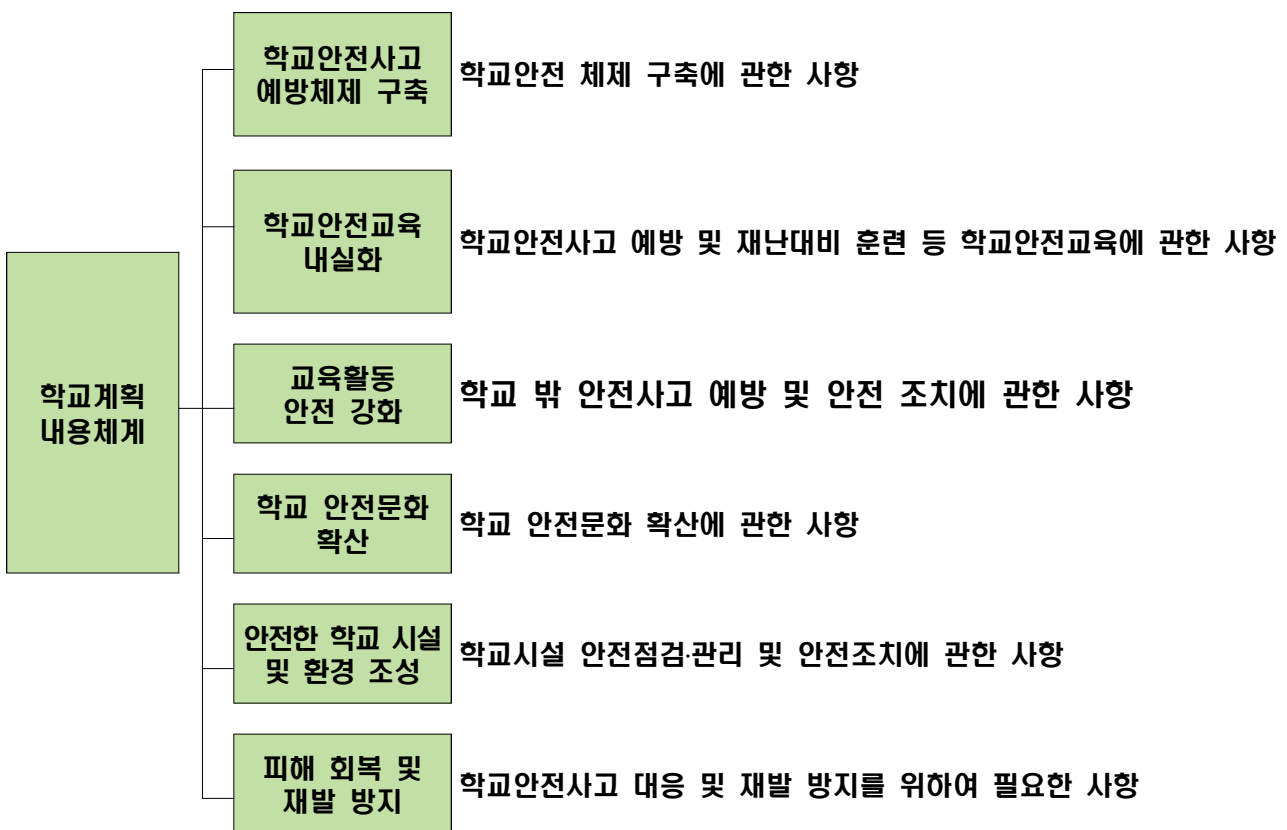 학교계획
내용체계
학교안전사고
예방체제 구축
학교안전 체제 구축에 관한 사항
학교안전교육
내실화
학교안전사고 예방 및 재난대비 훈련 등 학교안전교육에 관한 사항
교육활동
안전 강화
학교 밖 안전사고 예방 및 안전 조치에 관한 사항
학교 안전문화
확산
학교 안전문화 확산에 관한 사항
안전한 학교 시설
및 환경 조성
학교시설 안전점검·관리 및 안전조치에 관한 사항
피해 회복 및
재발 방지
학교안전사고 대응 및 재발 방지를 위하여 필요한 사항